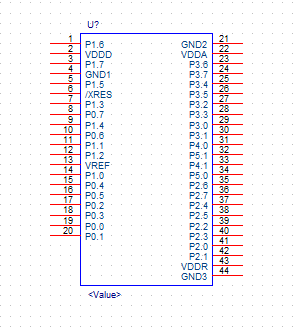 U?
1 P1.6 GND2 21
2 VDDD VDDA 22
3 P1.7 P3.6 23
4 GND1 P3.7 24
5 P1.5 P3.4 25
6 /XRES P3.5 26
7 P1.3 P3.2 27
8 P0.7 P3.3 28
9 P1.4 P3.0 29
10 P0.6 P3.1 30
11 P1.1 P4.0 31
12 P1.2 P5.1 32
13 VREF P4.1 33
14 P1.0 P5.0 34
15 P0.4 P2.6 35
16 P0.5 P2.7 36
17 P0.2 P2.4 37
18 P0.3 P2.5 38
19 P0.0 P2.2 39
20 P0.1 P2.3 40
P2.0 41
P2.1 42
VDDR 43
GND3 44
<Value>